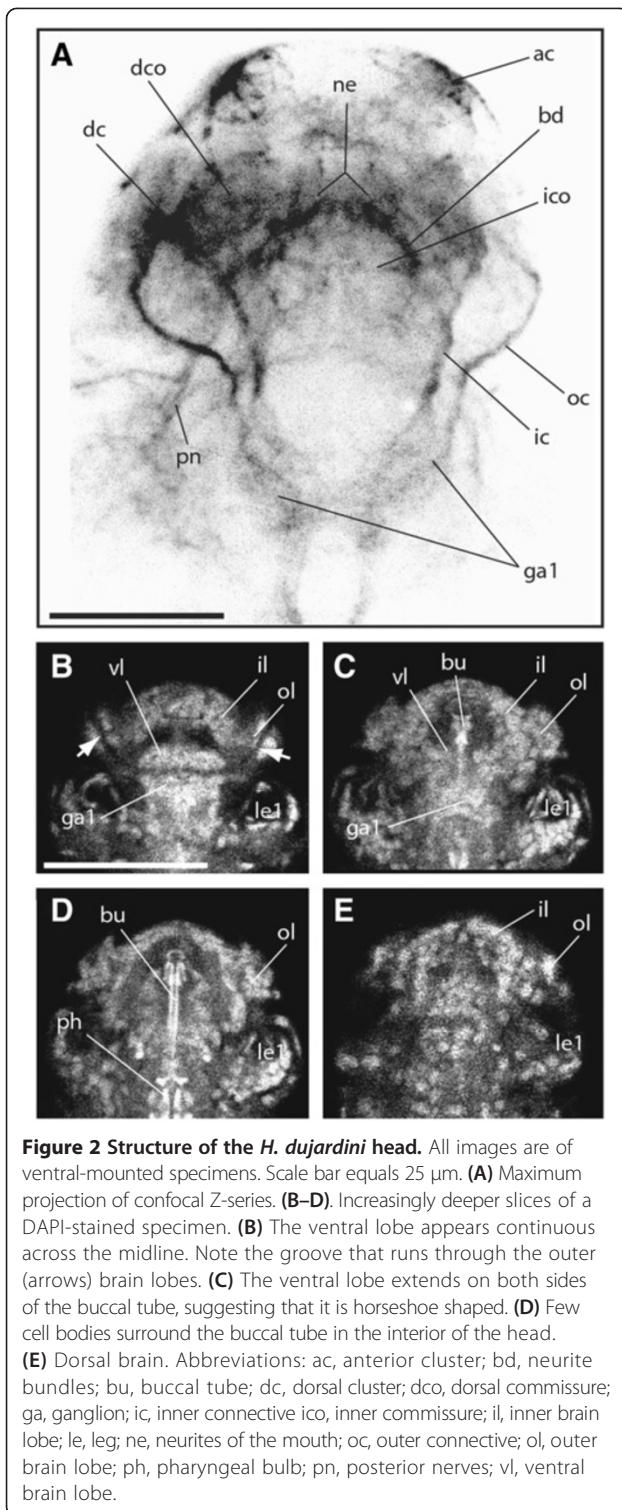 A
dco
ne
ac
dc
bd
ico
oc
ic
pn
ga1
B
vl
il
ol
ga1
le1
C
vl
bu
il
ol
ga1
le1
D
bu
ol
ph
le1
E
il
ol
le1
Figure 2 Structure of the H. dujardini head. All images are of
ventral-mounted specimens. Scale bar equals 25 μm. (A) Maximum
projection of confocal Z-series. (B–D). Increasingly deeper slices of a
DAPI-stained specimen. (B) The ventral lobe appears continuous
across the midline. Note the groove that runs through the outer
(arrows) brain lobes. (C) The ventral lobe extends on both sides
of the buccal tube, suggesting that it is horseshoe shaped. (D) Few
cell bodies surround the buccal tube in the interior of the head.
(E) Dorsal brain. Abbreviations: ac, anterior cluster; bd, neurite
bundles; bu, buccal tube; dc, dorsal cluster; dco, dorsal commissure;
ga, ganglion; ic, inner connective ico, inner commissure; il, inner brain
lobe; le, leg; ne, neurites of the mouth; oc, outer connective; ol, outer
brain lobe; ph, pharyngeal bulb; pn, posterior nerves; vl, ventral
brain lobe.